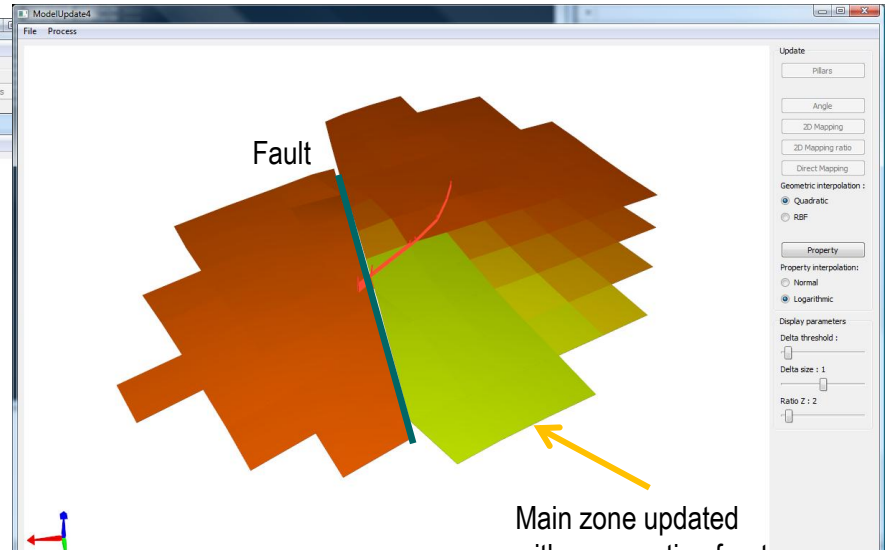 ModelUpdate4
File Process
Update
Pillars
Angle
2D Mapping
2D Mapping ratio
Direct Mapping
Geometric interpolation :
Quadratic
RBF
Property
Property interpolation:
Normal
Logarithmic
Display parameters
Delta threshold :
Delta size : 1
Ratio Z : 2
Fault
Main zone updated